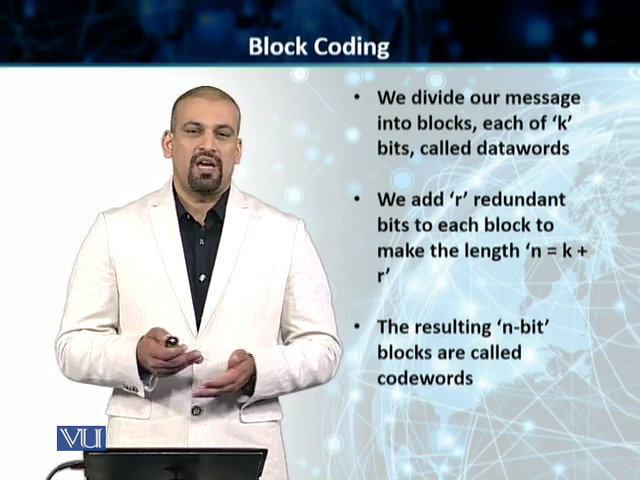 Block Coding
• We divide our message
into blocks, each of ‘k’
bits, called datawords
• We add ‘r’ redundant
bits to each block to
make the length ‘n = k +
r’
• The resulting ‘n-bit’
blocks are called
codewords
VU